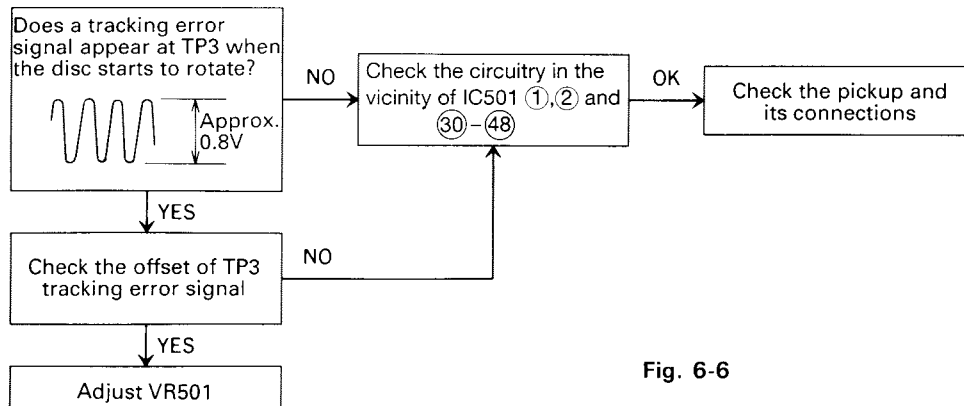 Does a tracking error
signal appear at TP3 when
the disc starts to rotate?
Approx.
0.8V
NO
Check the circuitry in the
vicinity of IC501 ①,② and
㉚–㊽
OK
Check the pickup and
its connections
YES
Check the offset of TP3
tracking error signal
NO
YES
Adjust VR501
Fig. 6-6